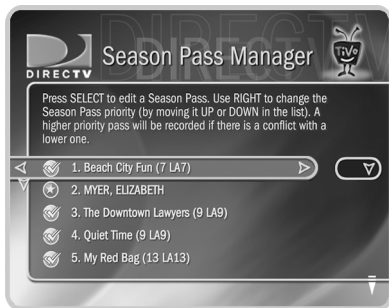 DIRECTV
Season Pass Manager
TiVo
DIRECTV
Press SELECT to edit a Season Pass. Use RIGHT to change the
Season Pass priority (by moving it UP or DOWN in the list). A
higher priority pass will be recorded if there is a conflict with a
lower one.
1. Beach City Fun (7 LA7)
2. MYER, ELIZABETH
3. The Downtown Lawyers (9 LA9)
4. Quiet Time (9 LA9)
5. My Red Bag (13 LA13)